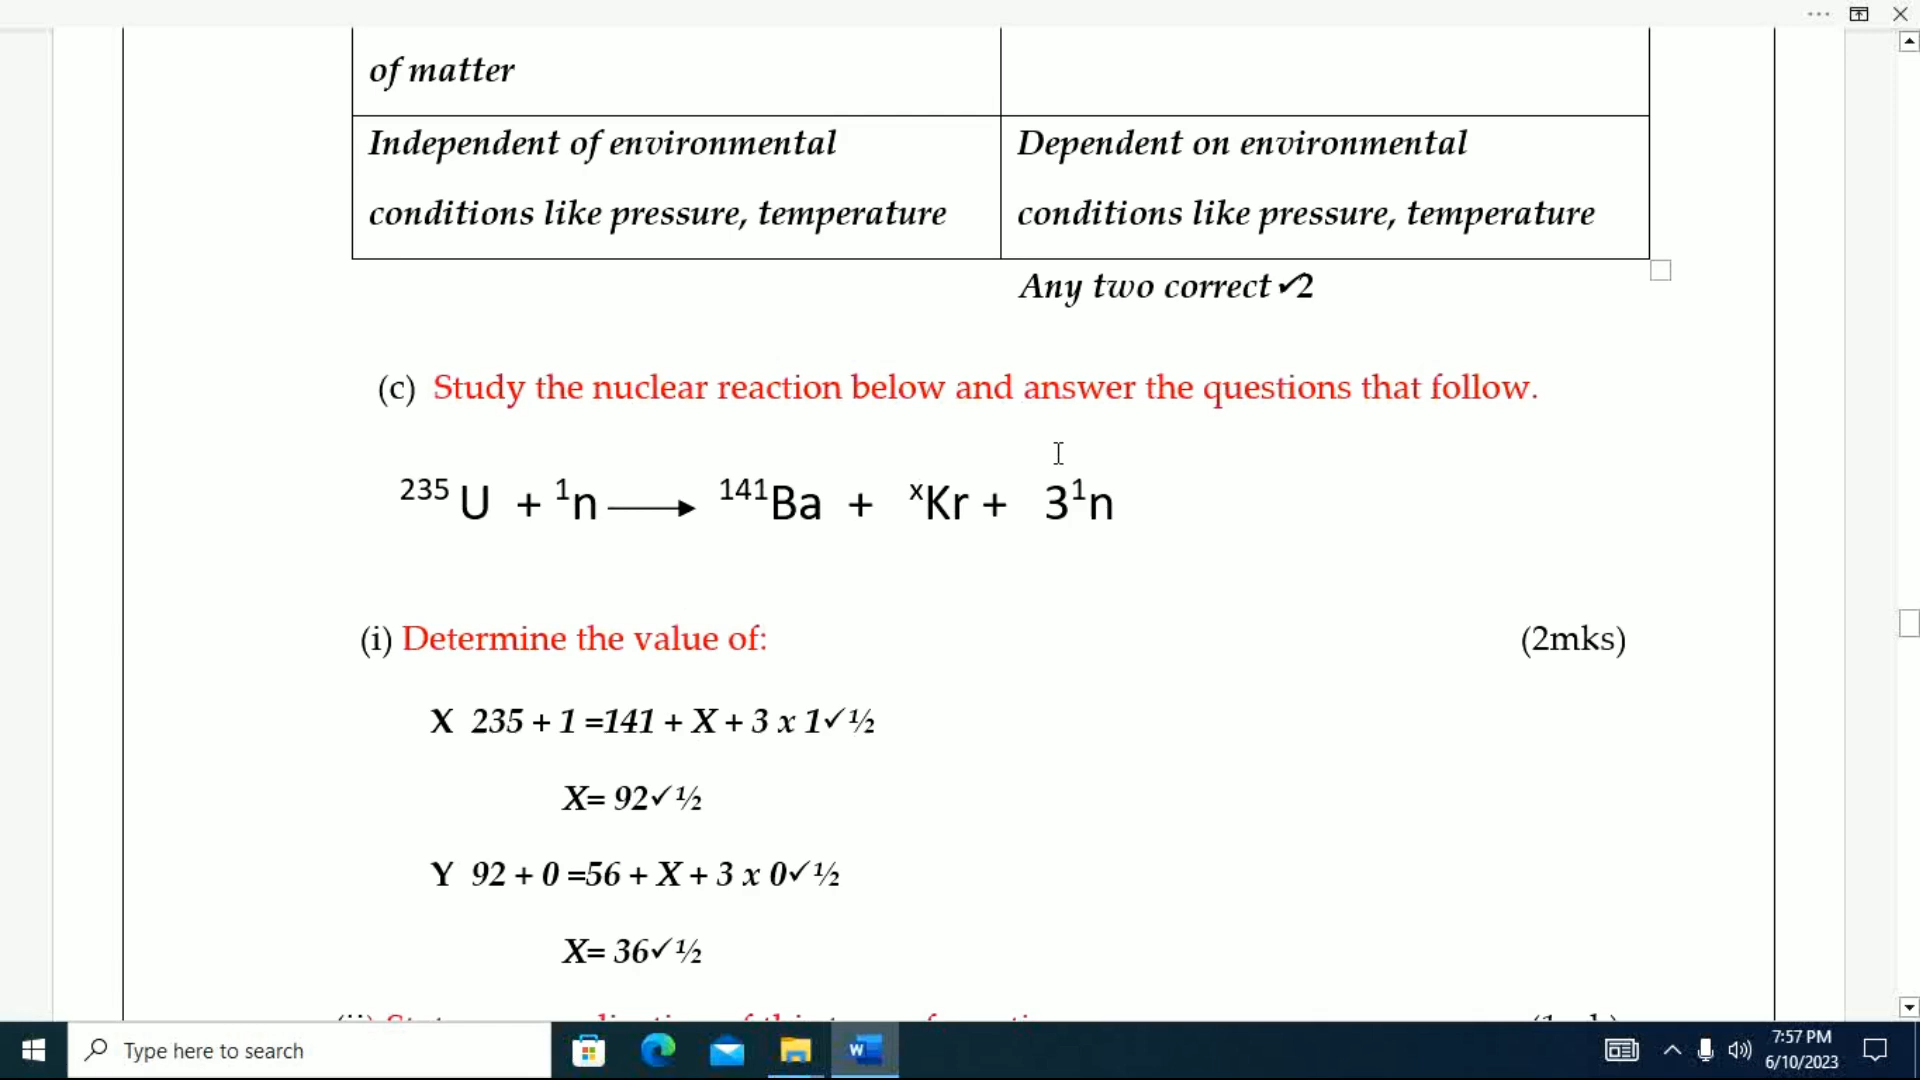 of matter
Independent of environmental
Dependent on environmental
conditions like pressure, temperature
conditions like pressure, temperature
Any two correct ✓2
(c) Study the nuclear reaction below and answer the questions that follow.
²³⁵U + ¹n ⟶ ¹⁴¹Ba + ˣKr + 3¹n
(i) Determine the value of: (2mks)
X 235 + 1 =141 + X + 3 x 1✓½
X= 92✓½
Y 92 + 0 =56 + X + 3 x 0✓½
X= 36✓½
Type here to search
7:57 PM
6/10/2023